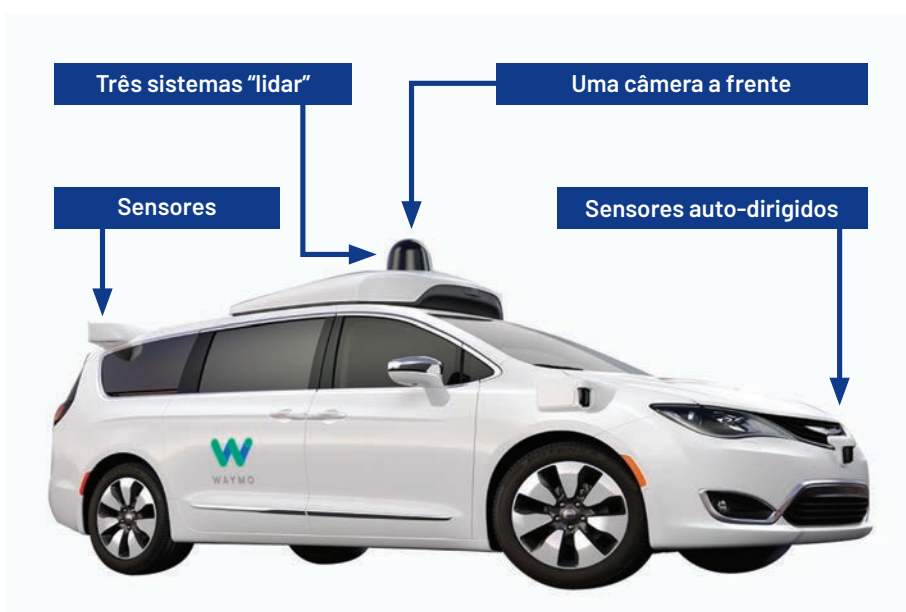 Três sistemas “lidar”
Uma câmera a frente
Sensores
Sensores auto-dirigidos
W
WAYMO